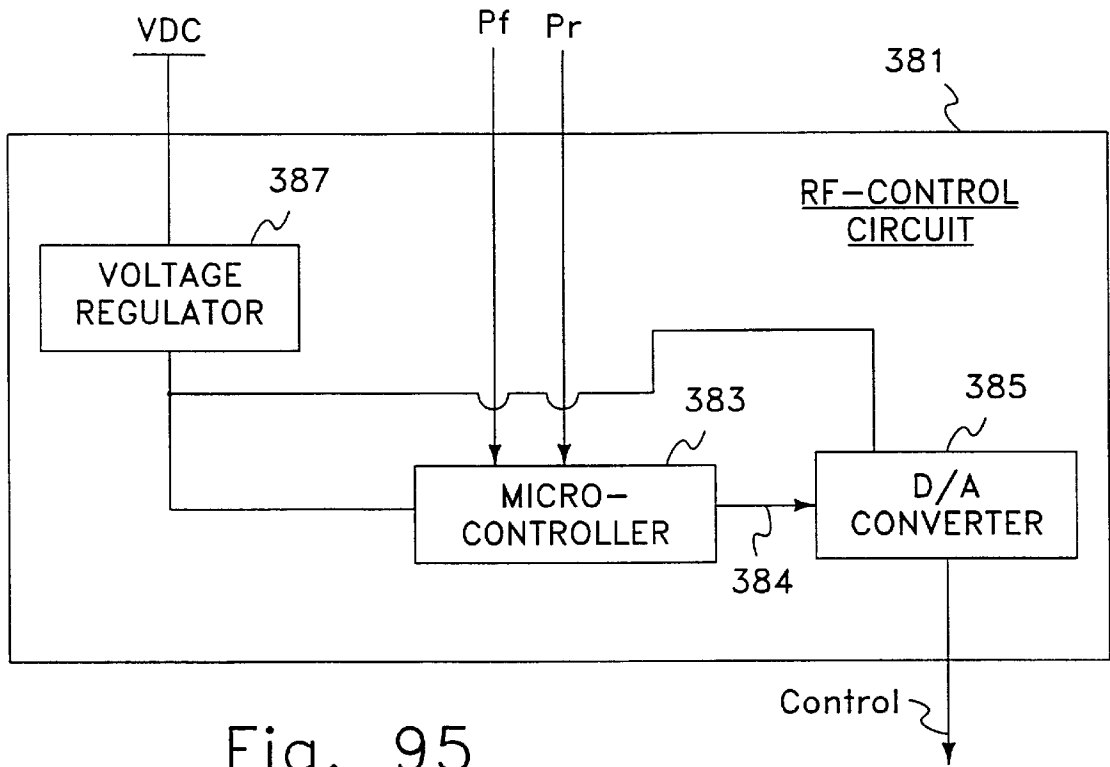 VDC
Pf
Pr
381
387
RF-CONTROL
CIRCUIT
VOLTAGE
REGULATOR
383
385
MICRO-
CONTROLLER
D/A
CONVERTER
384
Control
Fig. 95